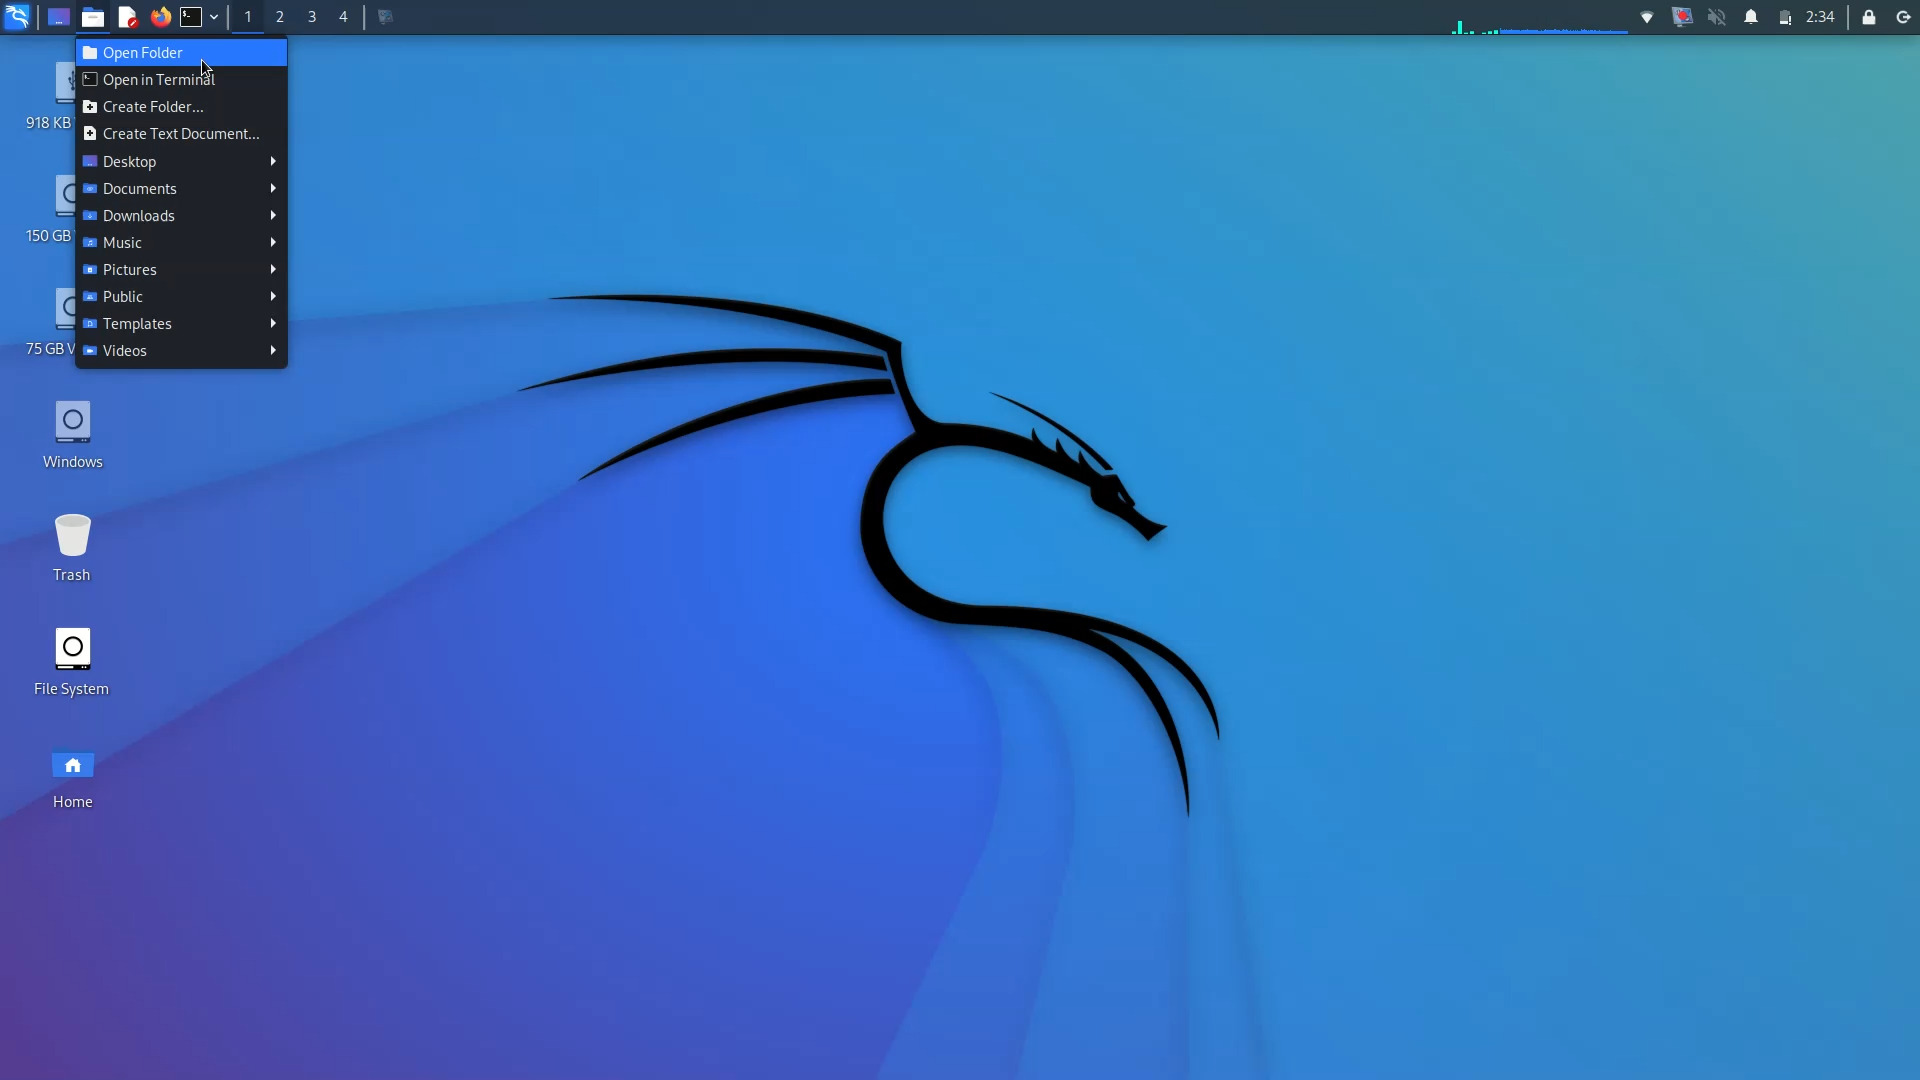 1 2 3 4
2:34
Open Folder
Open in Terminal
Create Folder...
Create Text Document...
Desktop
Documents
Downloads
Music
Pictures
Public
Templates
Videos
918 KB
150 GB
75 GB V
Windows
Trash
File System
Home